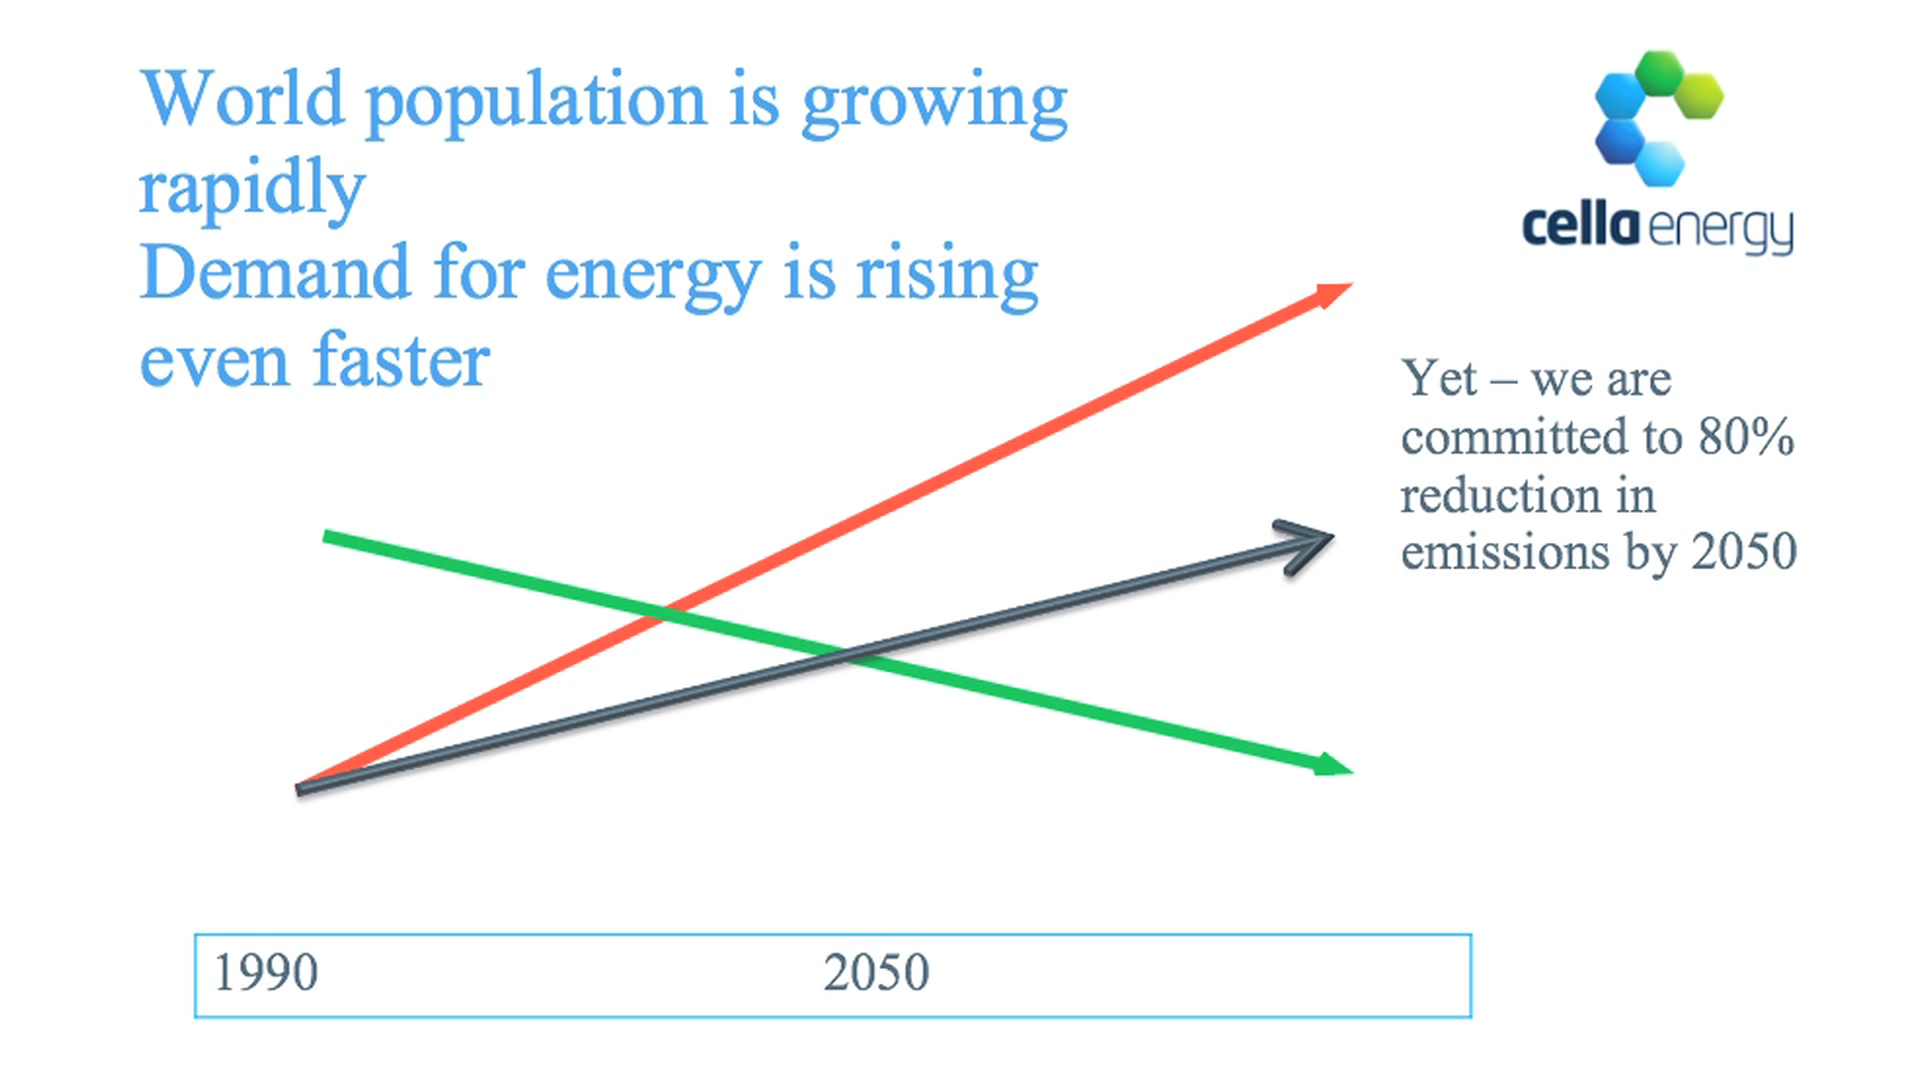 World population is growing
rapidly
Demand for energy is rising
even faster
cella energy
Yet – we are
committed to 80%
reduction in
emissions by 2050
1990 2050